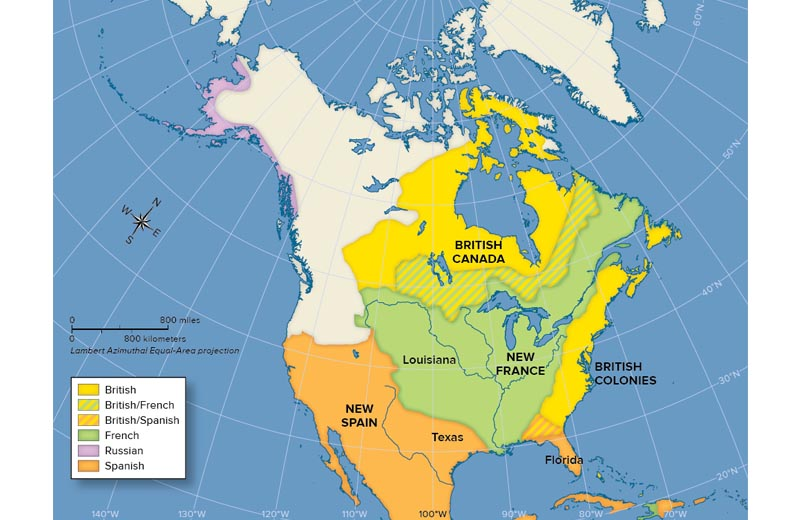 60°N
50°N
40°N
30°N
20°N
N
W
E
S
BRITISH
CANADA
0 800 miles
0 800 kilometers
Lambert Azimuthal Equal-Area projection
Louisiana
NEW
FRANCE
BRITISH
COLONIES
NEW
SPAIN
Texas
Florida
British
British/French
British/Spanish
French
Russian
Spanish
140°W 130°W 120°W 110°W 100°W 90°W 80°W 70°W